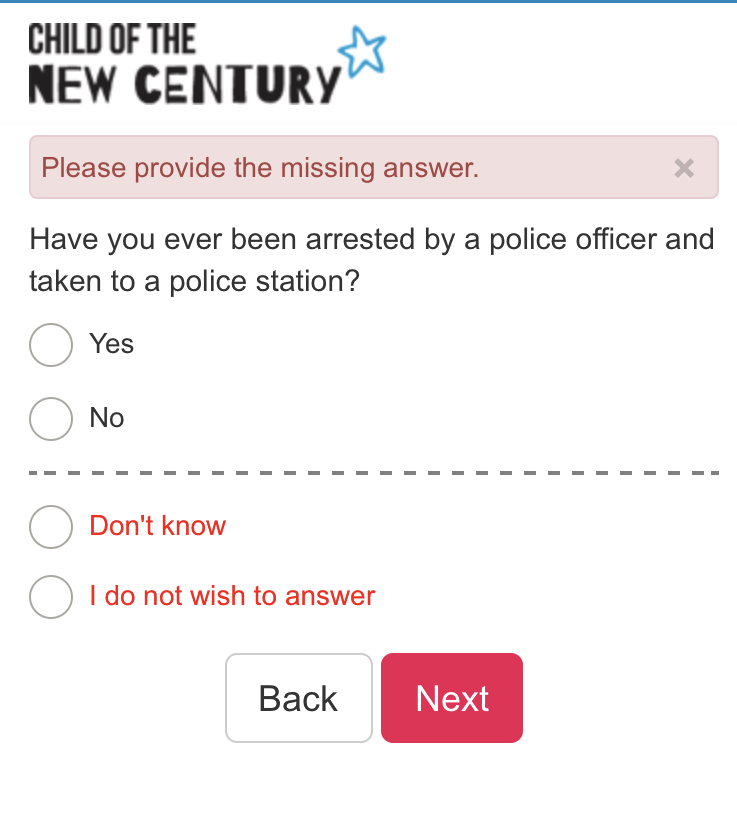 CHILD OF THE
NEW CENTURY
Please provide the missing answer.
×
Have you ever been arrested by a police officer and
taken to a police station?
Yes
No
Don't know
I do not wish to answer
Back
Next